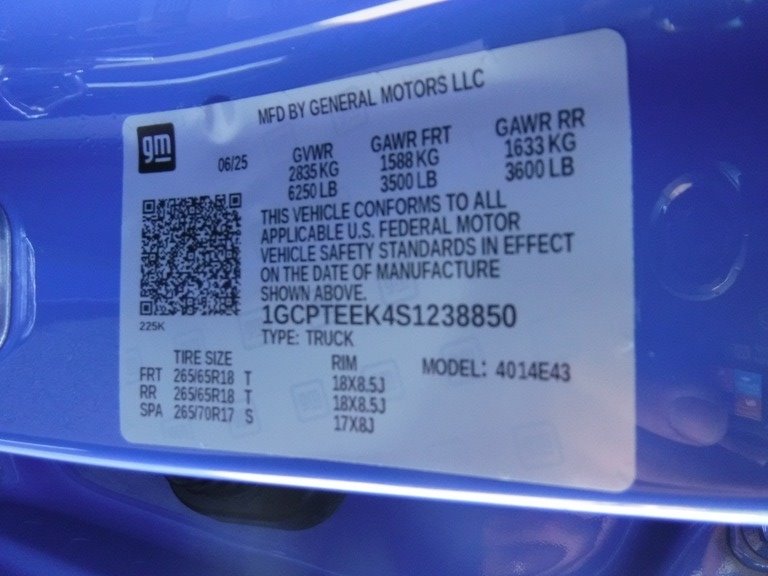 MFD BY GENERAL MOTORS LLC
gm
06/25
GVWR GAWR FRT GAWR RR
2835 KG 1588 KG 1633 KG
6250 LB 3500 LB 3600 LB
THIS VEHICLE CONFORMS TO ALL
APPLICABLE U.S. FEDERAL MOTOR
VEHICLE SAFETY STANDARDS IN EFFECT
ON THE DATE OF MANUFACTURE
SHOWN ABOVE.
225K
1GCPTEEK4S1238850
TYPE: TRUCK
TIRE SIZE RIM MODEL: 4014E43
FRT 265/65R18 T 18X8.5J
RR 265/65R18 T 18X8.5J
SPA 265/70R17 S 17X8J